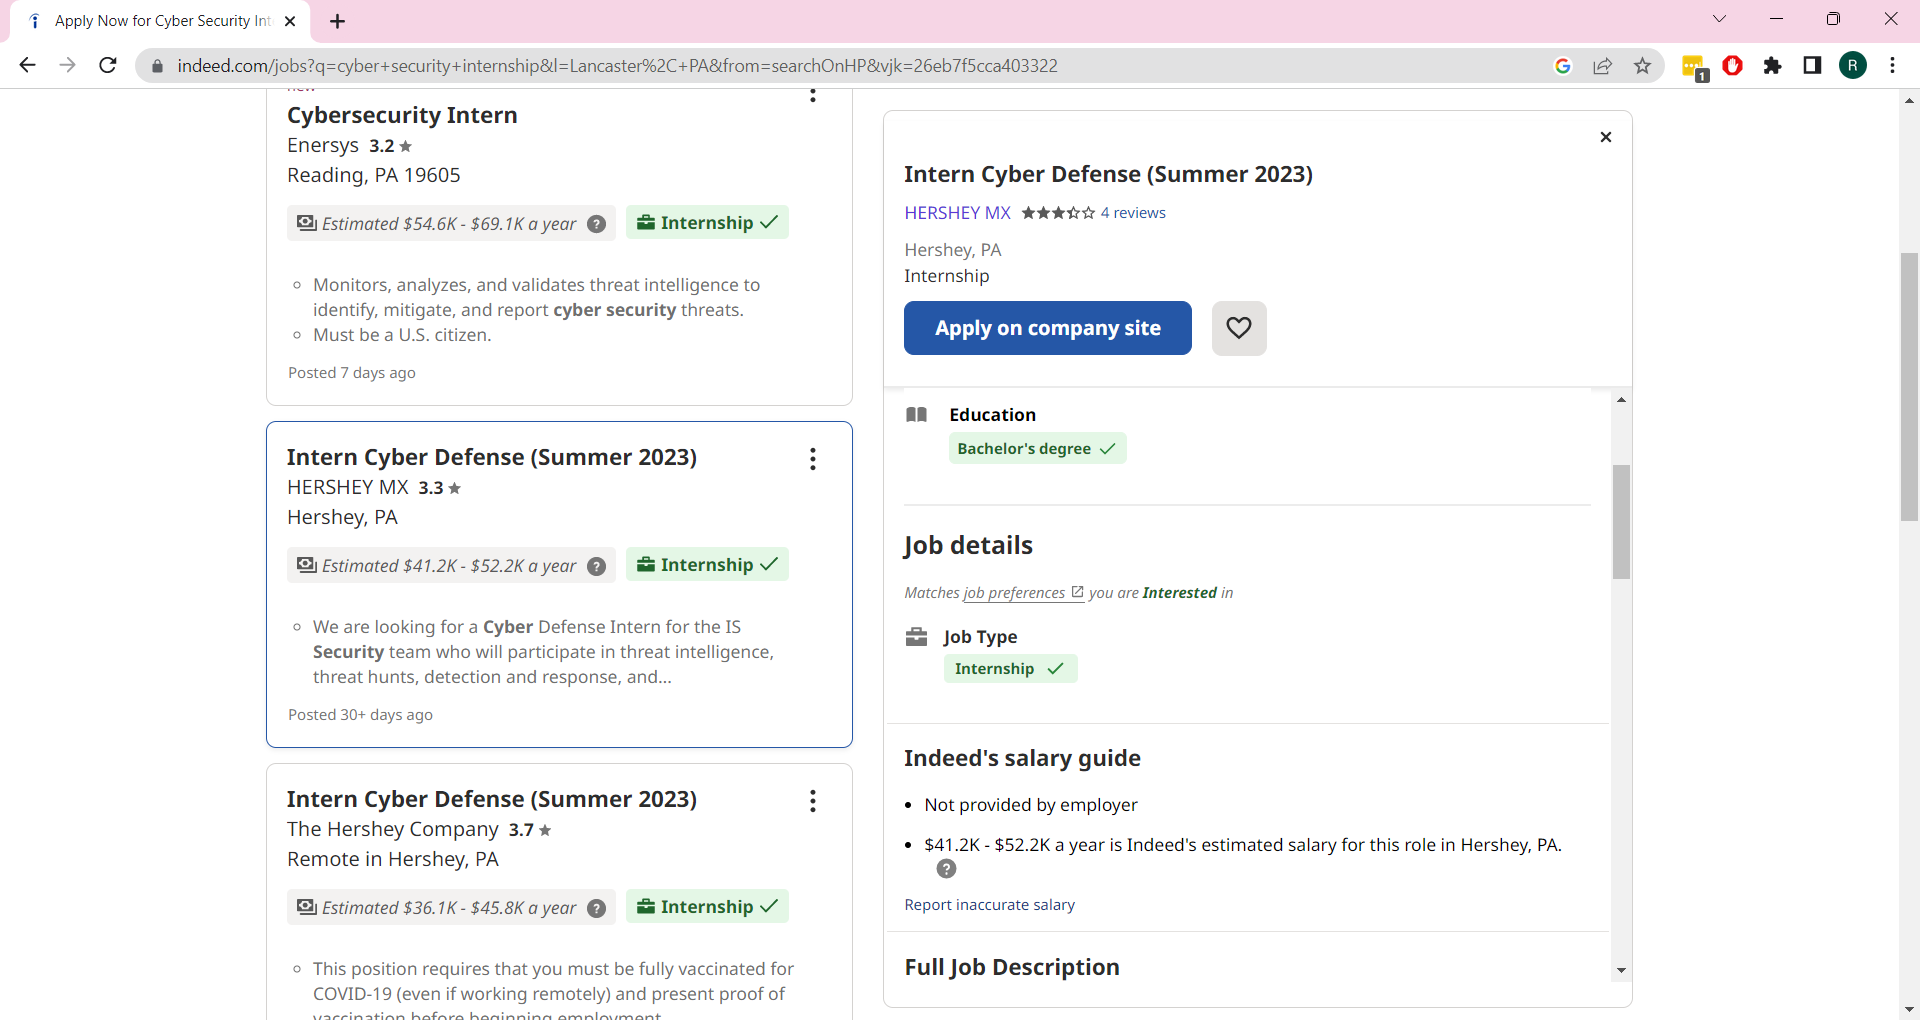 Apply Now for Cyber Security Int
indeed.com/jobs?q=cyber+security+internship&l=Lancaster%2C+PA&from=searchOnHP&vjk=26eb7f5cca403322
1
R
new
Cybersecurity Intern
Enersys 3.2
Reading, PA 19605
Estimated $54.6K - $69.1K a year ? Internship
Monitors, analyzes, and validates threat intelligence to
identify, mitigate, and report cyber security threats.
Must be a U.S. citizen.
Posted 7 days ago
Intern Cyber Defense (Summer 2023)
HERSHEY MX 3.3
Hershey, PA
Estimated $41.2K - $52.2K a year ? Internship
We are looking for a Cyber Defense Intern for the IS
Security team who will participate in threat intelligence,
threat hunts, detection and response, and...
Posted 30+ days ago
Intern Cyber Defense (Summer 2023)
The Hershey Company 3.7
Remote in Hershey, PA
Estimated $36.1K - $45.8K a year ? Internship
This position requires that you must be fully vaccinated for
COVID-19 (even if working remotely) and present proof of
vaccination before beginning employment
Intern Cyber Defense (Summer 2023)
HERSHEY MX 4 reviews
Hershey, PA
Internship
Apply on company site
Education
Bachelor's degree
Job details
Matches job preferences you are Interested in
Job Type
Internship
Indeed's salary guide
Not provided by employer
$41.2K - $52.2K a year is Indeed's estimated salary for this role in Hershey, PA.
?
Report inaccurate salary
Full Job Description